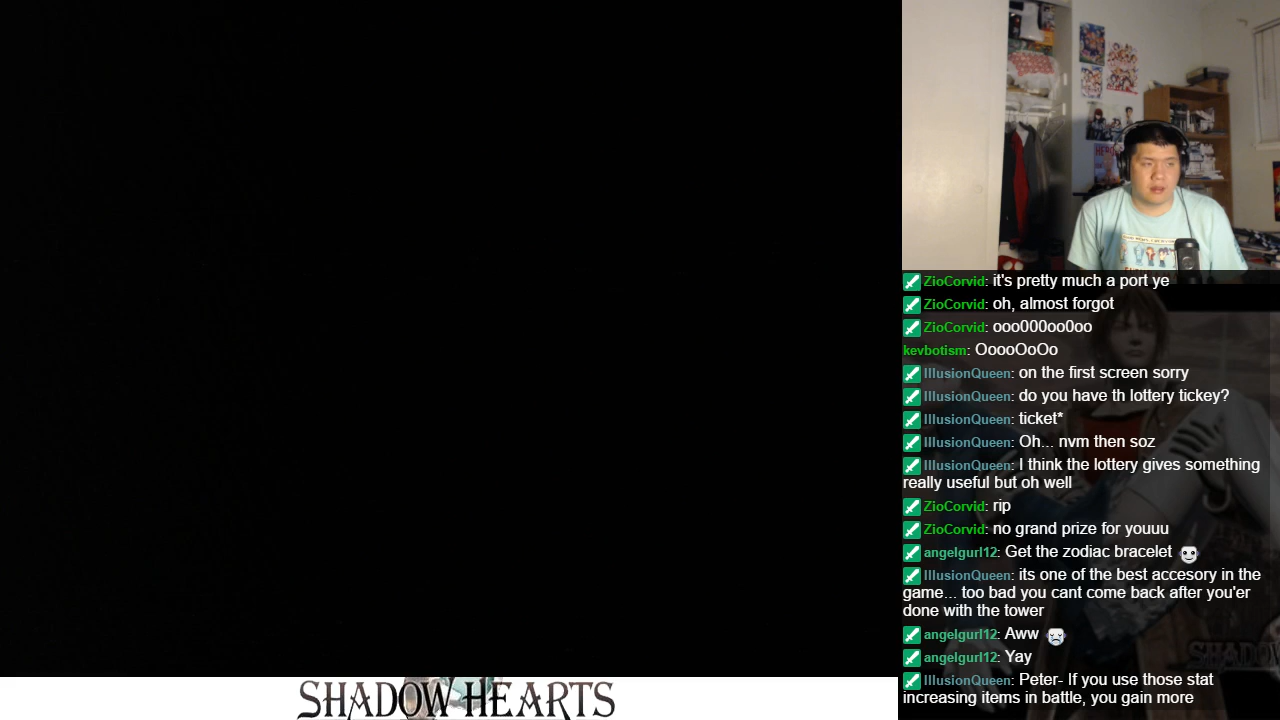 ZioCorvid: it's pretty much a port ye
ZioCorvid: oh, almost forgot
ZioCorvid: ooo000oo0oo
kevbotism: OoooOoOo
IllusionQueen: on the first screen sorry
IllusionQueen: do you have th lottery tickey?
IllusionQueen: ticket*
IllusionQueen: Oh... nvm then soz
IllusionQueen: I think the lottery gives something
really useful but oh well
ZioCorvid: rip
ZioCorvid: no grand prize for youuu
angelgurl12: Get the zodiac bracelet
IllusionQueen: its one of the best accesory in the
game... too bad you cant come back after you'er
done with the tower
angelgurl12: Aww
angelgurl12: Yay
IllusionQueen: Peter- If you use those stat
increasing items in battle, you gain more
SHADOW HEARTS